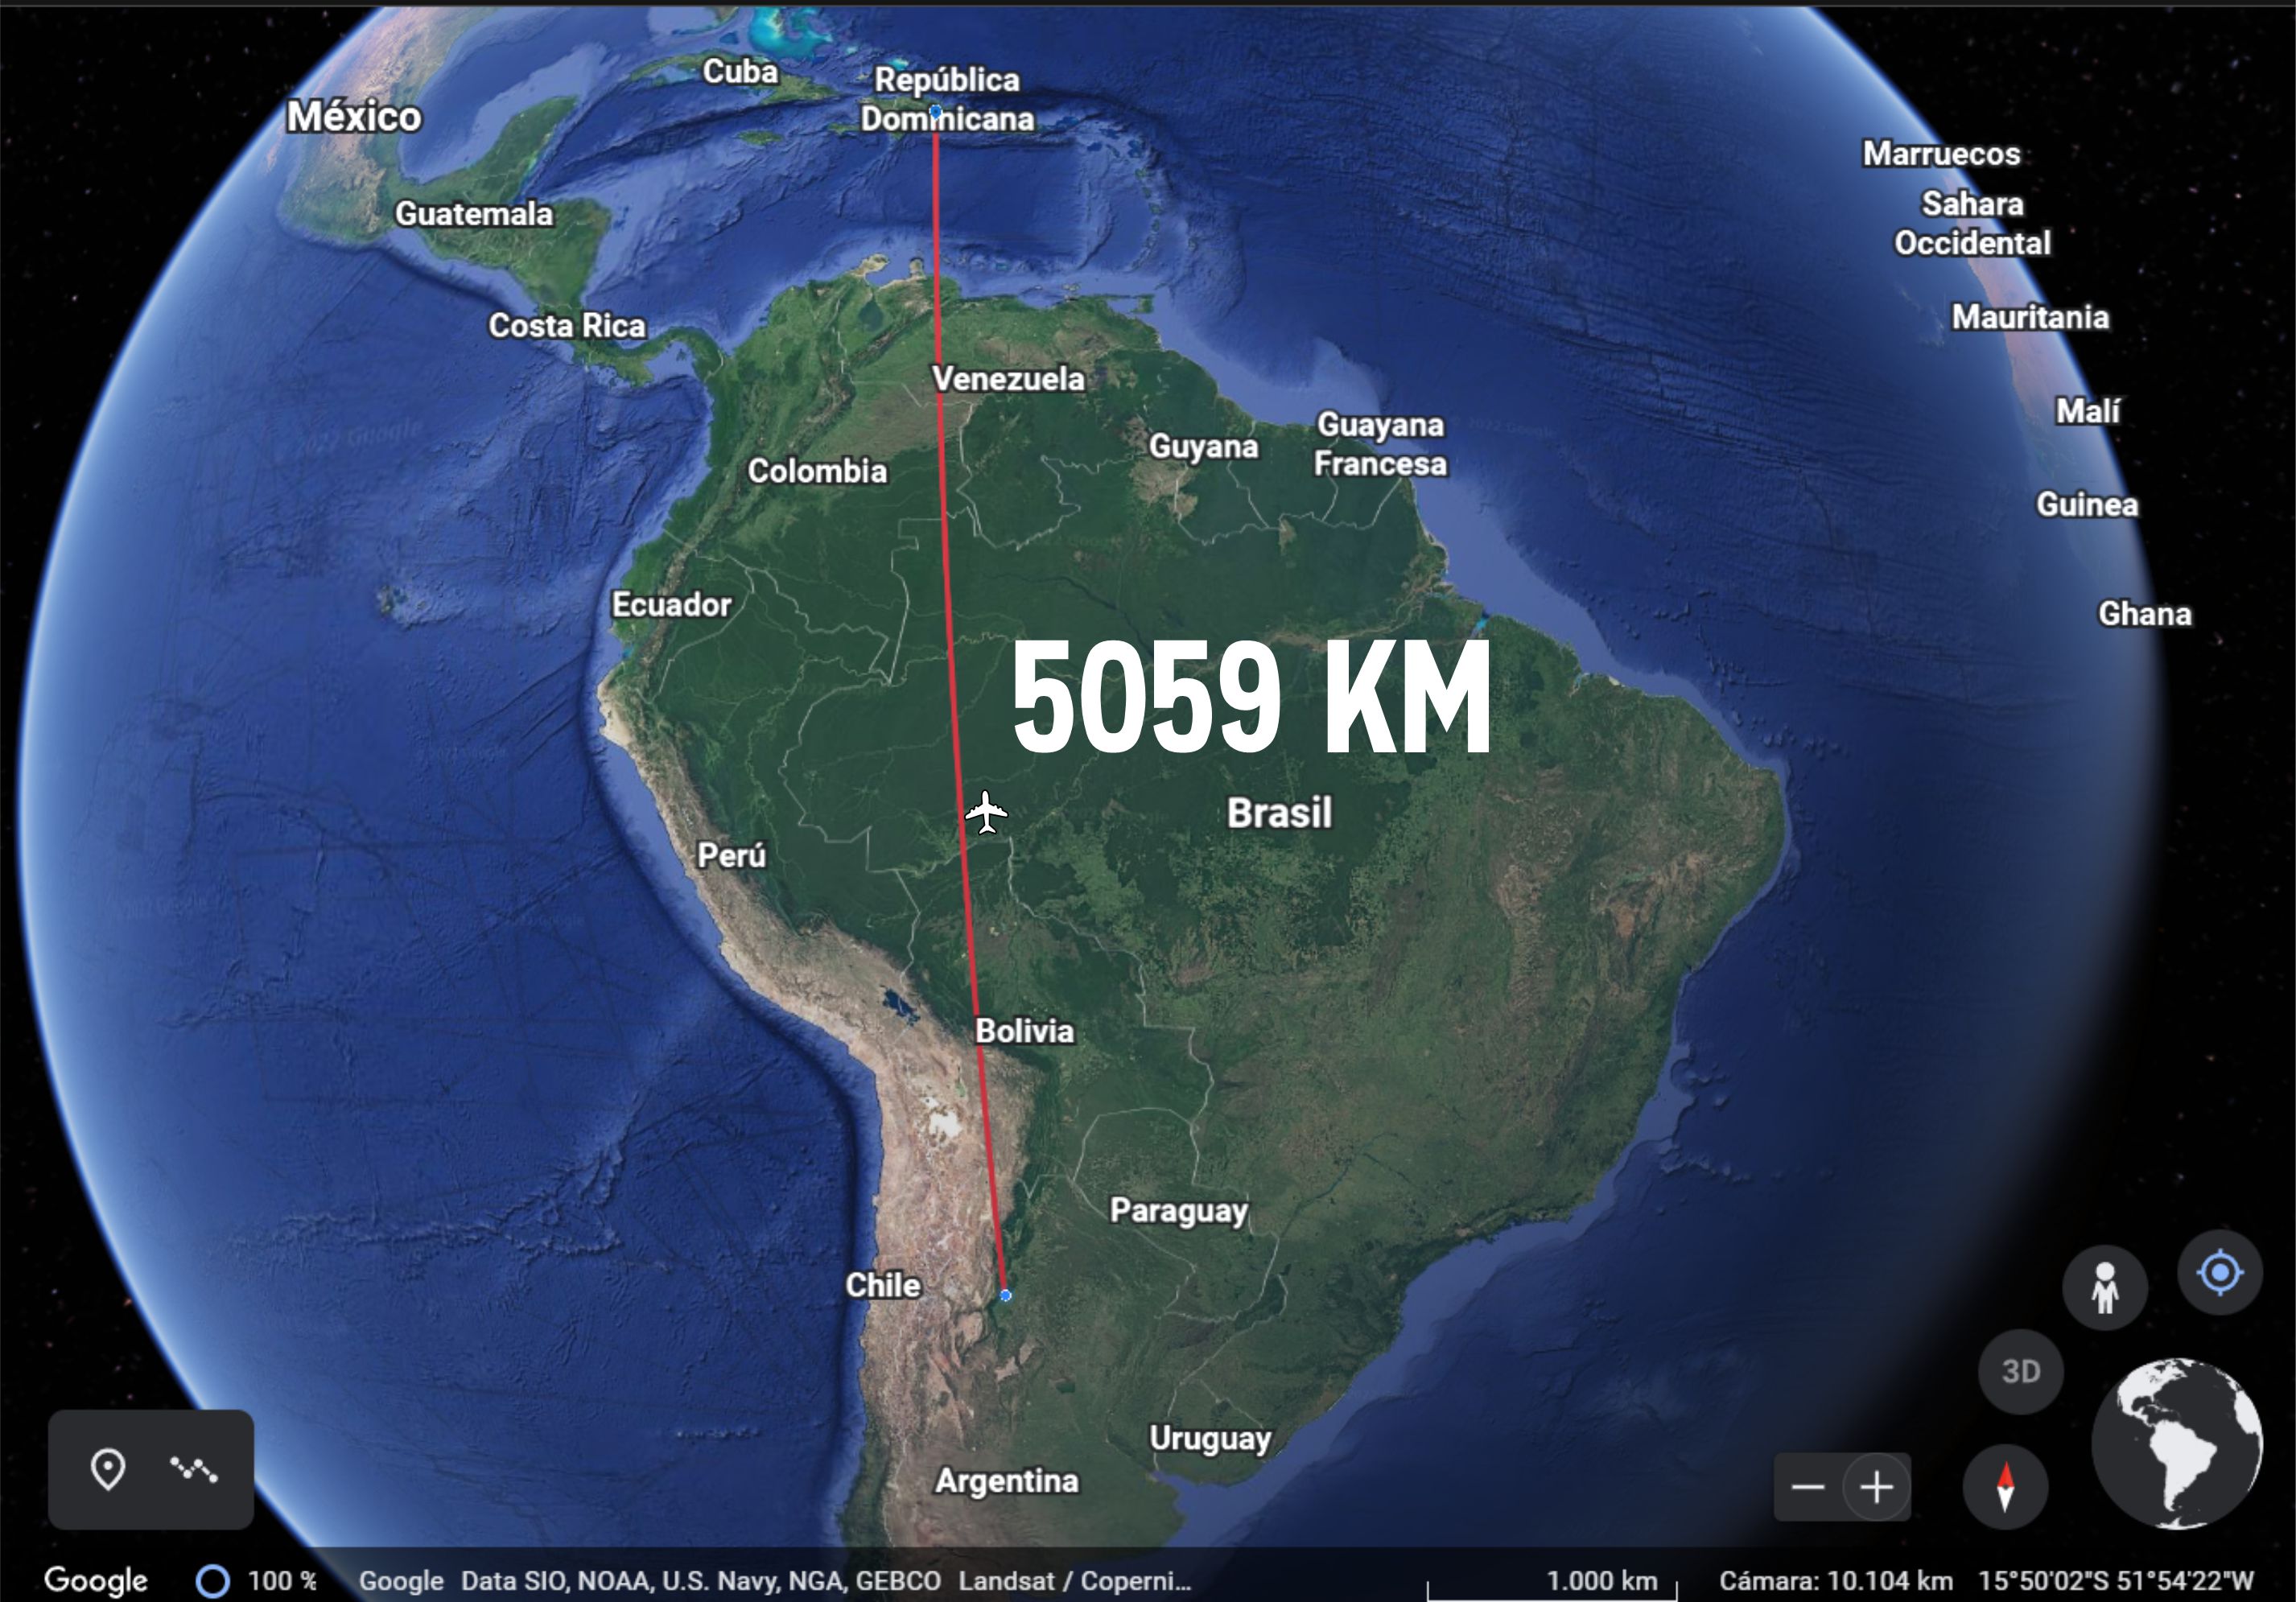 Cuba
República
Dominicana
México
Marruecos
Sahara
Occidental
Guatemala
Mauritania
Costa Rica
Venezuela
Malí
Guayana
Francesa
Guyana
Colombia
Guinea
Ecuador
Ghana
5059 KM
Brasil
Perú
Bolivia
Paraguay
Chile
3D
Uruguay
Argentina
Google 100 % Google Data SIO, NOAA, U.S. Navy, NGA, GEBCO Landsat / Coperni... 1.000 km Cámara: 10.104 km 15°50'02"S 51°54'22"W